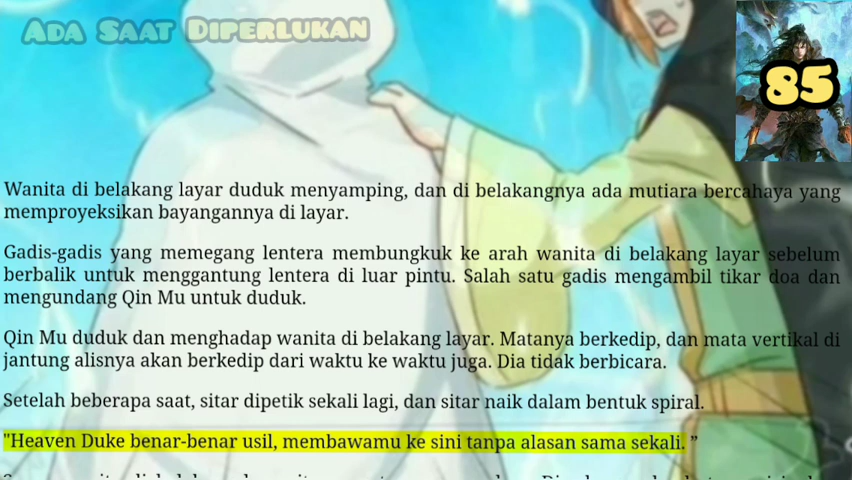 Ada Saat Diperlukan
85
Wanita di belakang layar duduk menyamping, dan di belakangnya ada mutiara bercahaya yang
memproyeksikan bayangannya di layar.
Gadis-gadis yang memegang lentera membungkuk ke arah wanita di belakang layar sebelum
berbalik untuk menggantung lentera di luar pintu. Salah satu gadis mengambil tikar doa dan
mengundang Qin Mu untuk duduk.
Qin Mu duduk dan menghadap wanita di belakang layar. Matanya berkedip, dan mata vertikal di
jantung alisnya akan berkedip dari waktu ke waktu juga. Dia tidak berbicara.
Setelah beberapa saat, sitar dipetik sekali lagi, dan sitar naik dalam bentuk spiral.
"Heaven Duke benar-benar usil, membawamu ke sini tanpa alasan sama sekali. ”